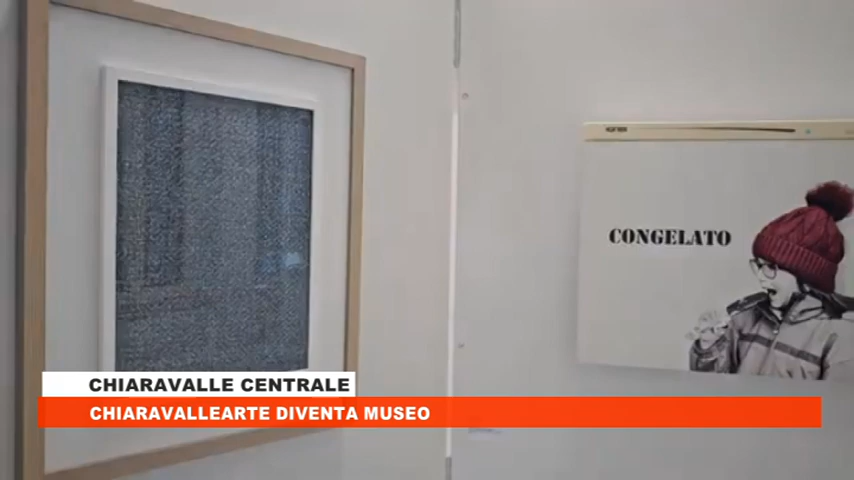 CONGELATO
CHIARAVALLE CENTRALE
CHIARAVALLEARTE DIVENTA MUSEO